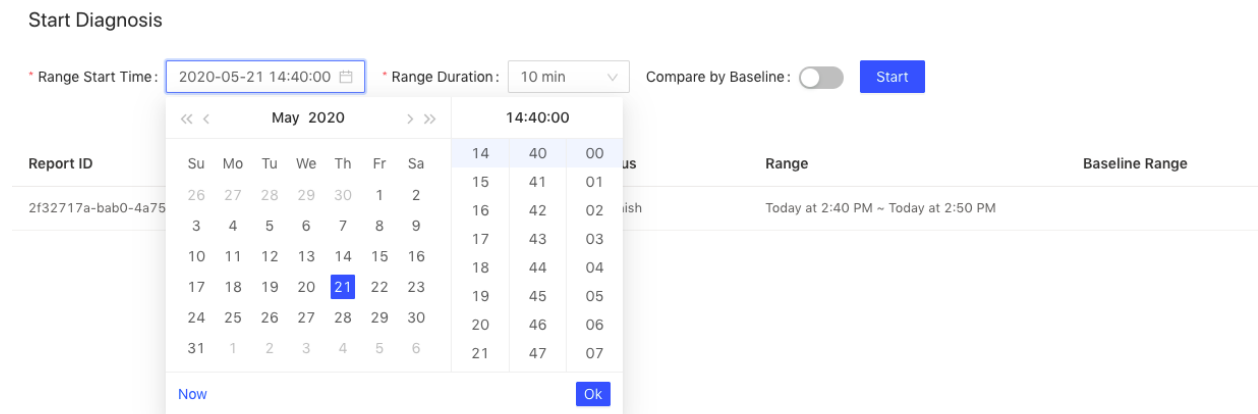 Start Diagnosis
* Range Start Time : 2020-05-21 14:40:00 * Range Duration : 10 min Compare by Baseline : Start
May 2020 14:40:00
Report ID us Range Baseline Range
Su Mo Tu We Th Fr Sa 14 40 00
26 27 28 29 30 1 2 15 41 01
2f32717a-bab0-4a75 16 42 02 ish Today at 2:40 PM ~ Today at 2:50 PM
3 4 5 6 7 8 9 17 43 03
10 11 12 13 14 15 16 18 44 04
17 18 19 20 21 22 23 19 45 05
24 25 26 27 28 29 30 20 46 06
31 1 2 3 4 5 6 21 47 07
Now Ok